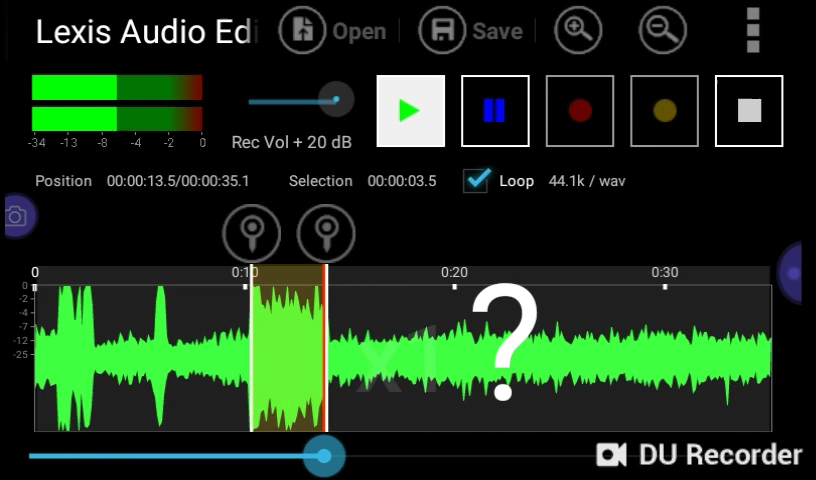 Lexis Audio Edi
Open
Save
-34 -13 -8 -4 -2 0
Rec Vol + 20 dB
Position 00:00:13.5/00:00:35.1 Selection 00:00:03.5 Loop 44.1k / wav
0 0:10 0:20 0:30
0
-2
-4
-7
-12
-25
x1
?
DU Recorder